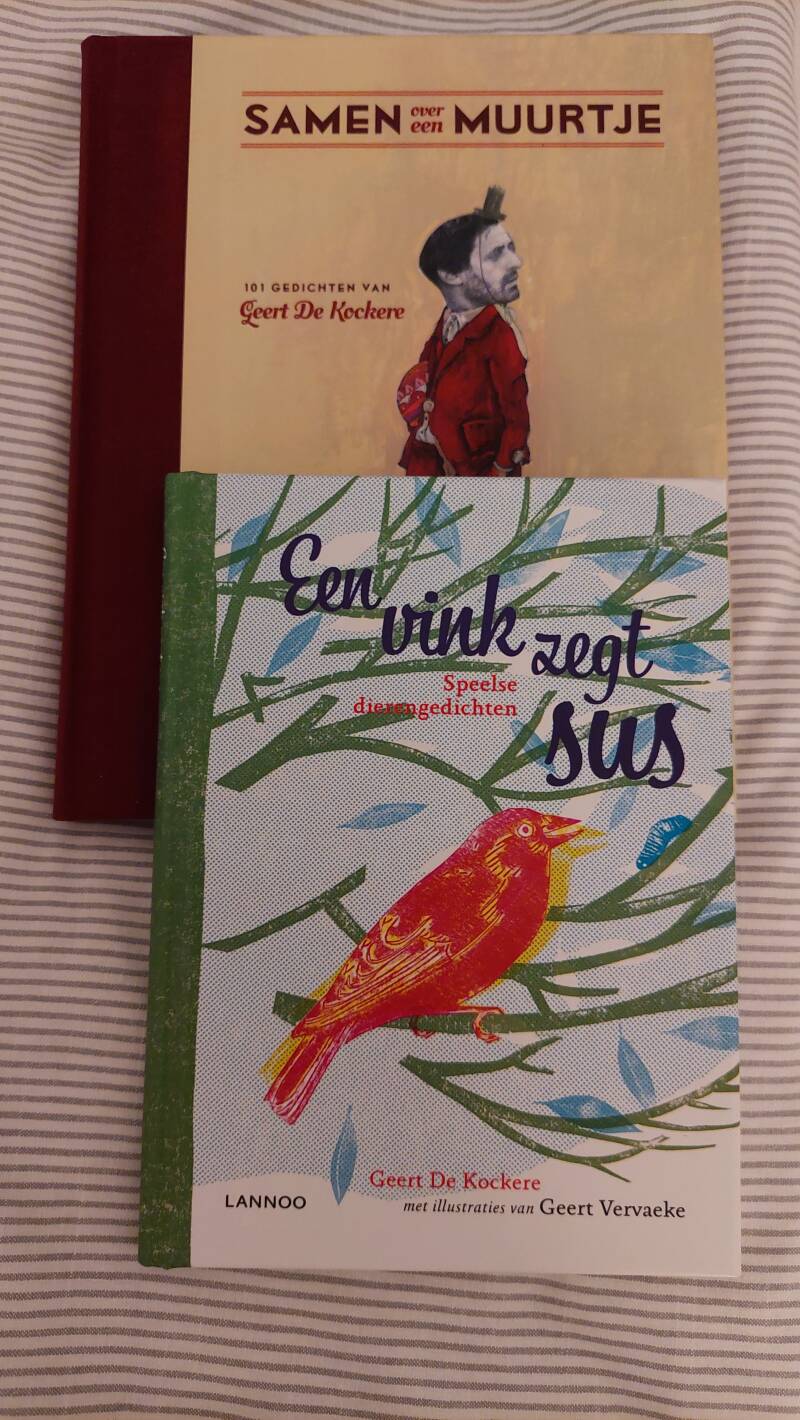 SAMEN over een MUURTJE
101 GEDICHTEN VAN
Geert De Kockere
Een vink zegt sus
Speelse
dierengedichten
Geert De Kockere
met illustraties van Geert Vervaeke
LANNOO